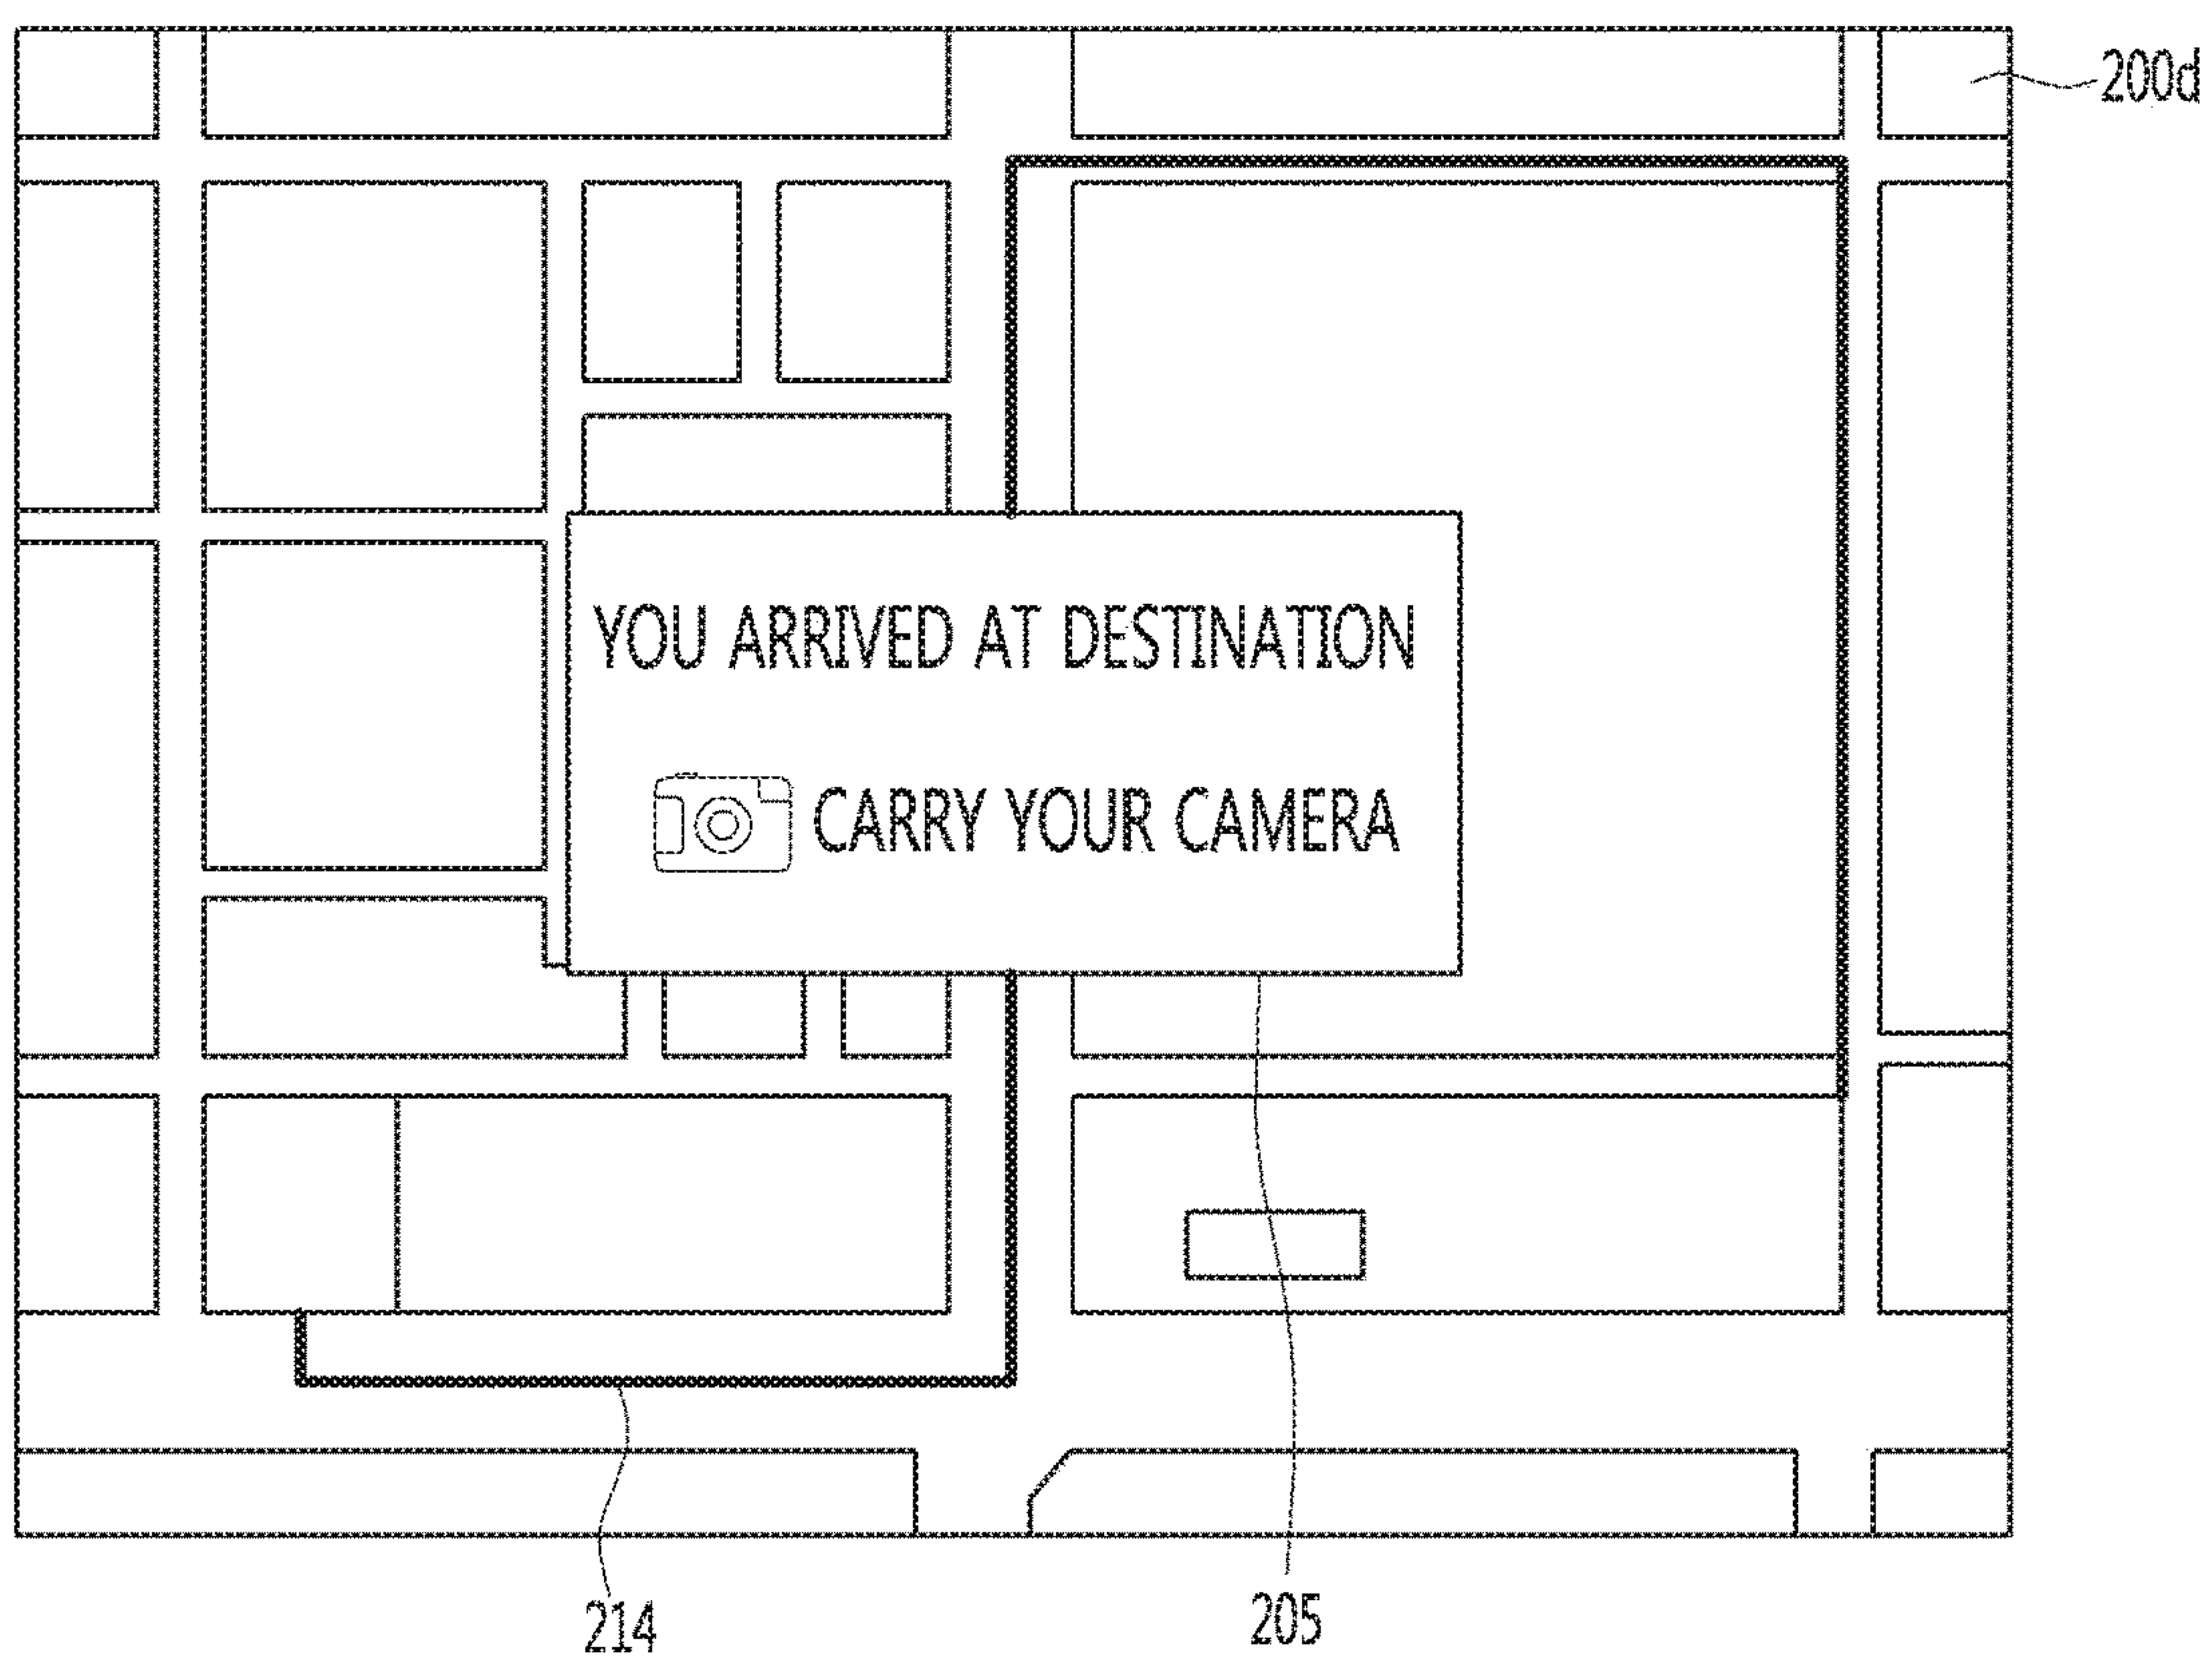 200d
YOU ARRIVED AT DESTINATION
CARRY YOUR CAMERA
214
205